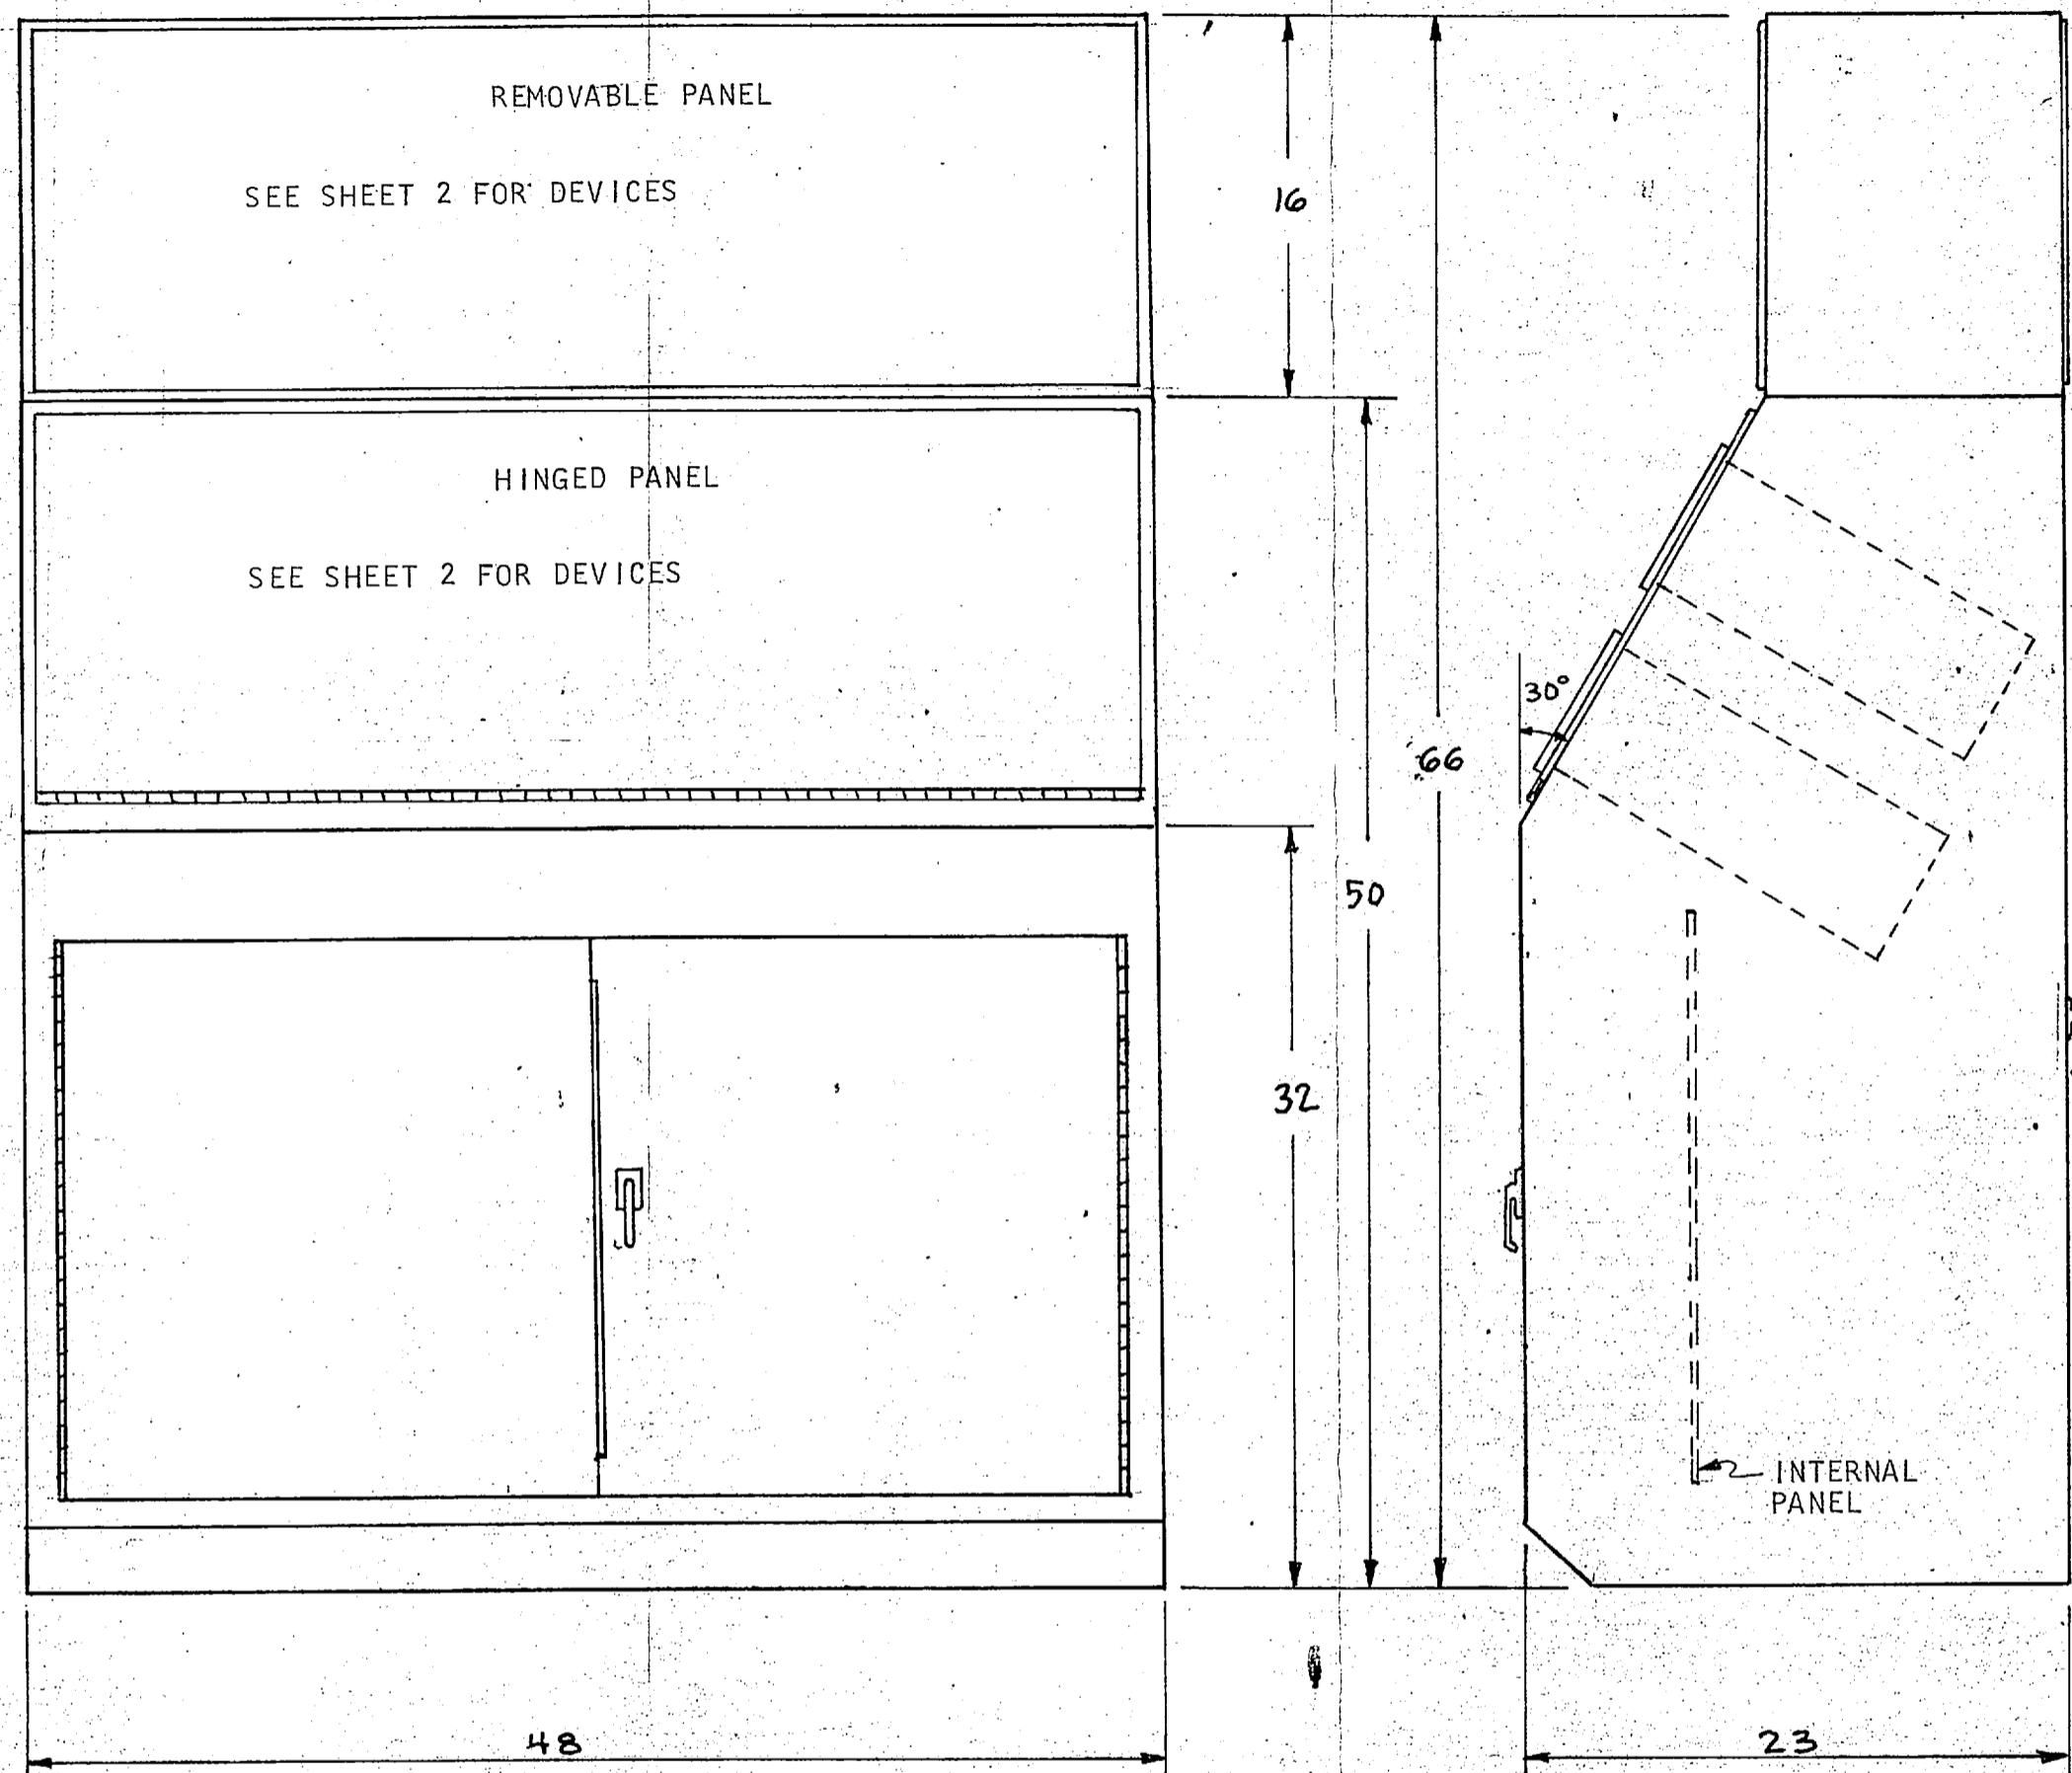 REMOVABLE PANEL
SEE SHEET 2 FOR DEVICES
HINGED PANEL
SEE SHEET 2 FOR DEVICES
16
66
50
32
30°
INTERNAL
PANEL
48
23